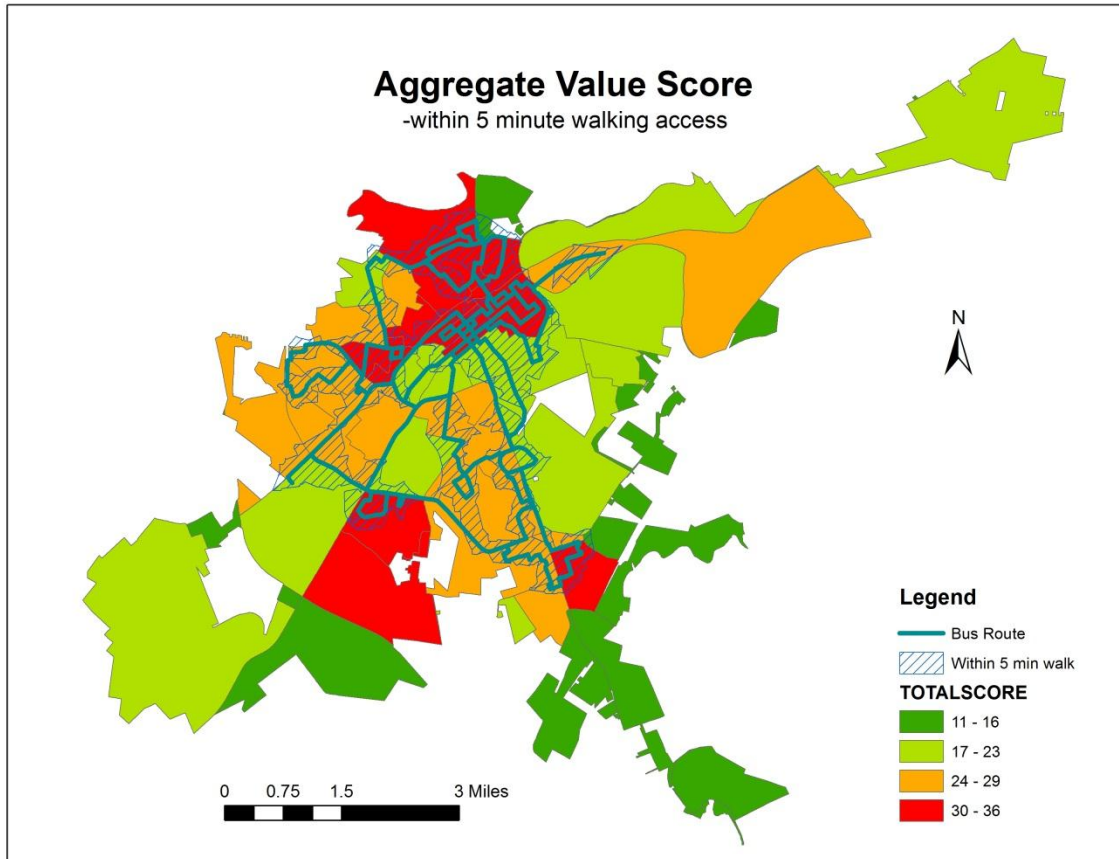 Aggregate Value Score
-within 5 minute walking access
N
Legend
Bus Route
Within 5 min walk
TOTALSCORE
11 - 16
17 - 23
24 - 29
30 - 36
0 0.75 1.5 3 Miles